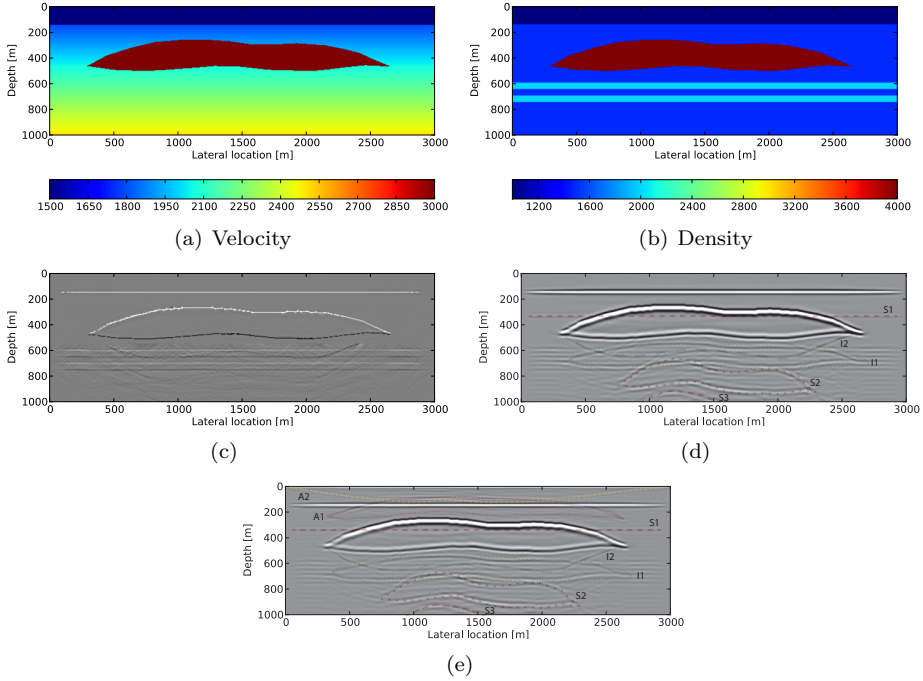 0
200
400
600
800
1000
Depth [m]
0 500 1000 1500 2000 2500 3000
Lateral location [m]
1500 1650 1800 1950 2100 2250 2400 2550 2700 2850 3000
(a) Velocity
0
200
400
600
800
1000
Depth [m]
500 1000 1500 2000 2500 3000
Lateral location [m]
1200 1600 2000 2400 2800 3200 3600 4000
(b) Density
0
200
400
600
800
1000
Depth [m]
0 500 1000 1500 2000 2500 3000
Lateral location [m]
(c)
0
200
400
600
800
1000
Depth [m]
0 500 1000 1500 2000 2500 3000
Lateral location [m]
S1
I2
I1
S2
S3
(d)
0
200
400
600
800
1000
Depth [m]
0 500 1000 1500 2000 2500 3000
Lateral location [m]
A2
A1
S1
I2
I1
S2
S3
(e)